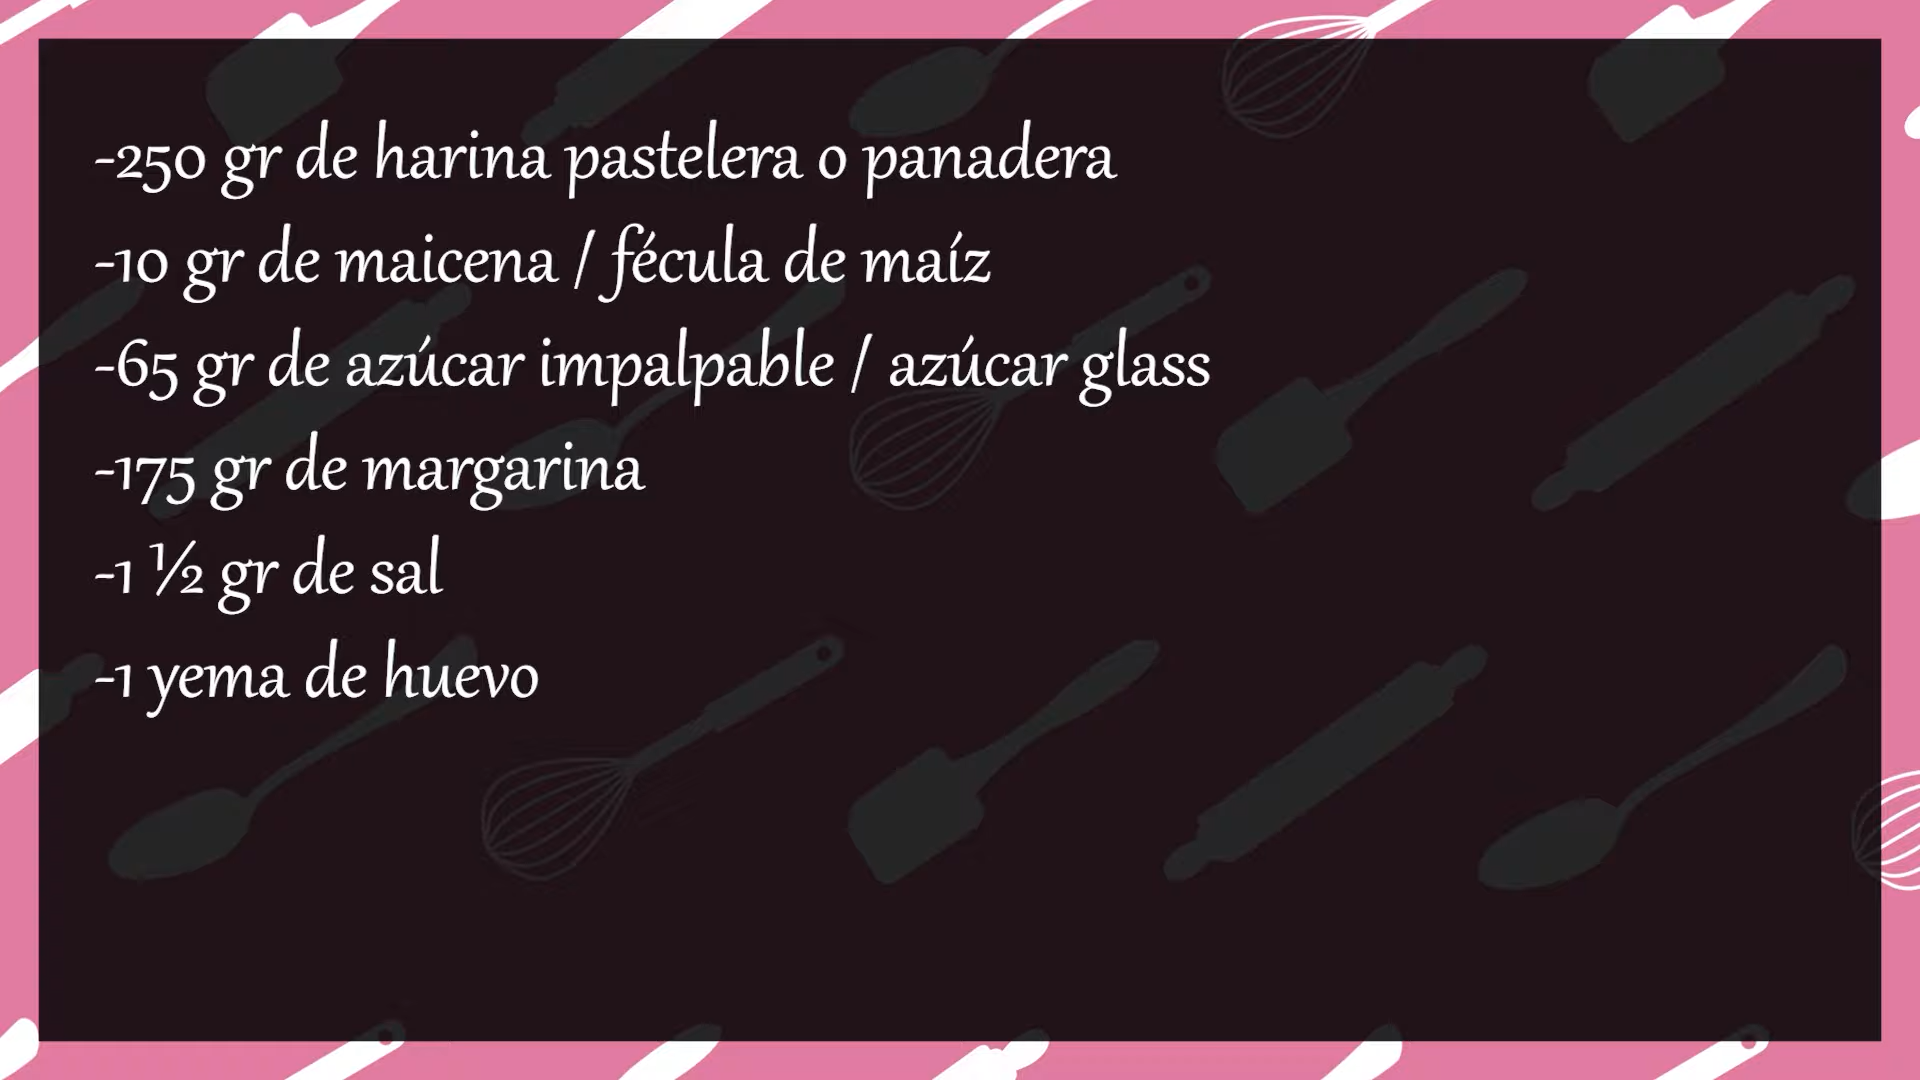 -250 gr de harina pastelera o panadera
-10 gr de maicena / fécula de maíz
-65 gr de azúcar impalpable / azúcar glass
-175 gr de margarina
-1 ½ gr de sal
-1 yema de huevo